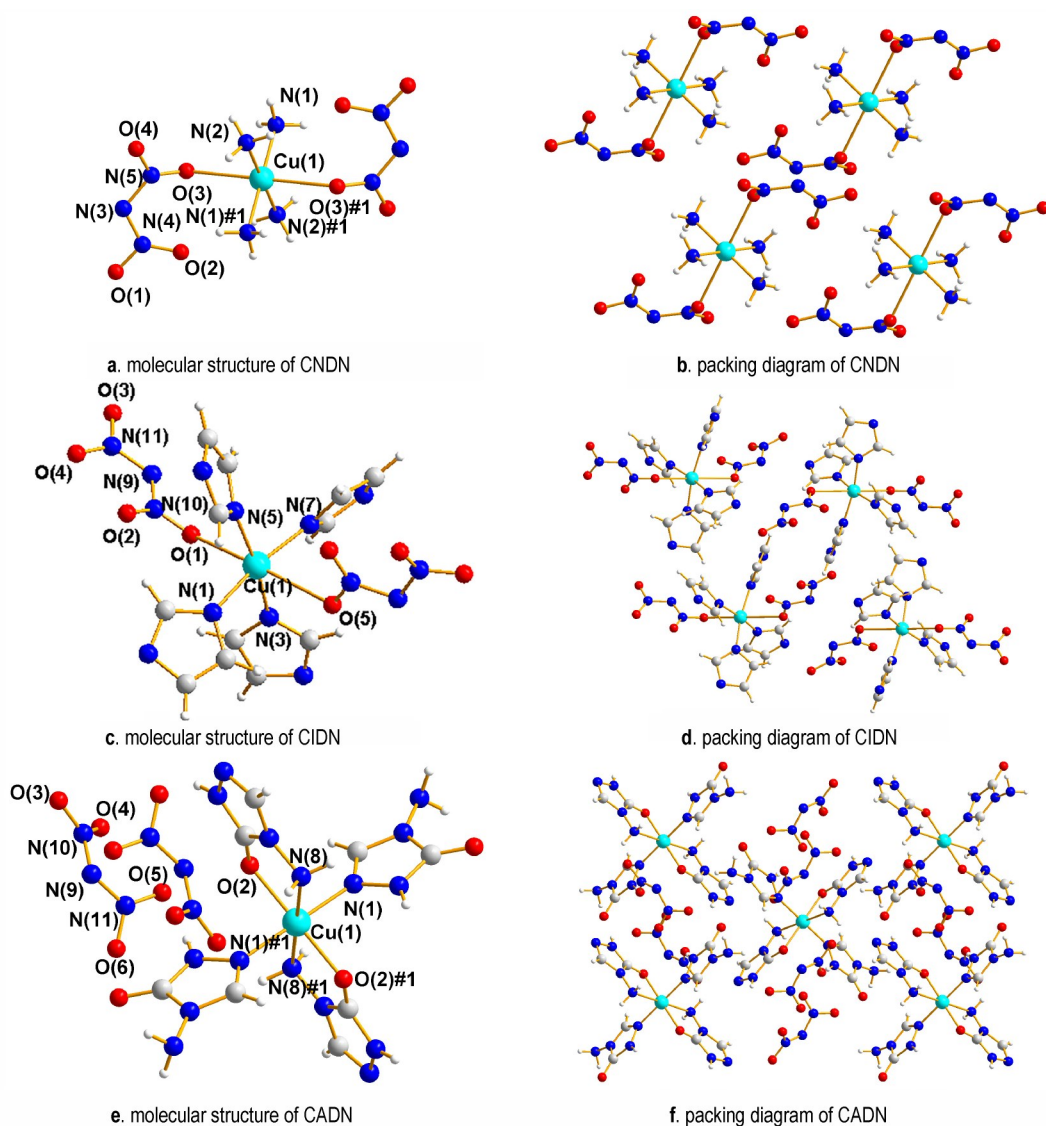 N(1)
O(4)
N(2)
Cu(1)
N(5)
O(3)
O(3)#1
N(3)
N(4)
N(1)#1
N(2)#1
O(2)
O(1)
a. molecular structure of CNDN
b. packing diagram of CNDN
O(3)
N(11)
O(4)
N(9)
N(10)
N(7)
O(2)
N(5)
O(1)
Cu(1)
N(1)
O(5)
N(3)
c. molecular structure of CIDN
d. packing diagram of CIDN
O(3)
O(4)
N(10)
N(8)
O(5)
N(9)
O(2)
N(1)
N(11)
Cu(1)
N(1)#1
O(6)
O(2)#1
N(8)#1
e. molecular structure of CADN
f. packing diagram of CADN